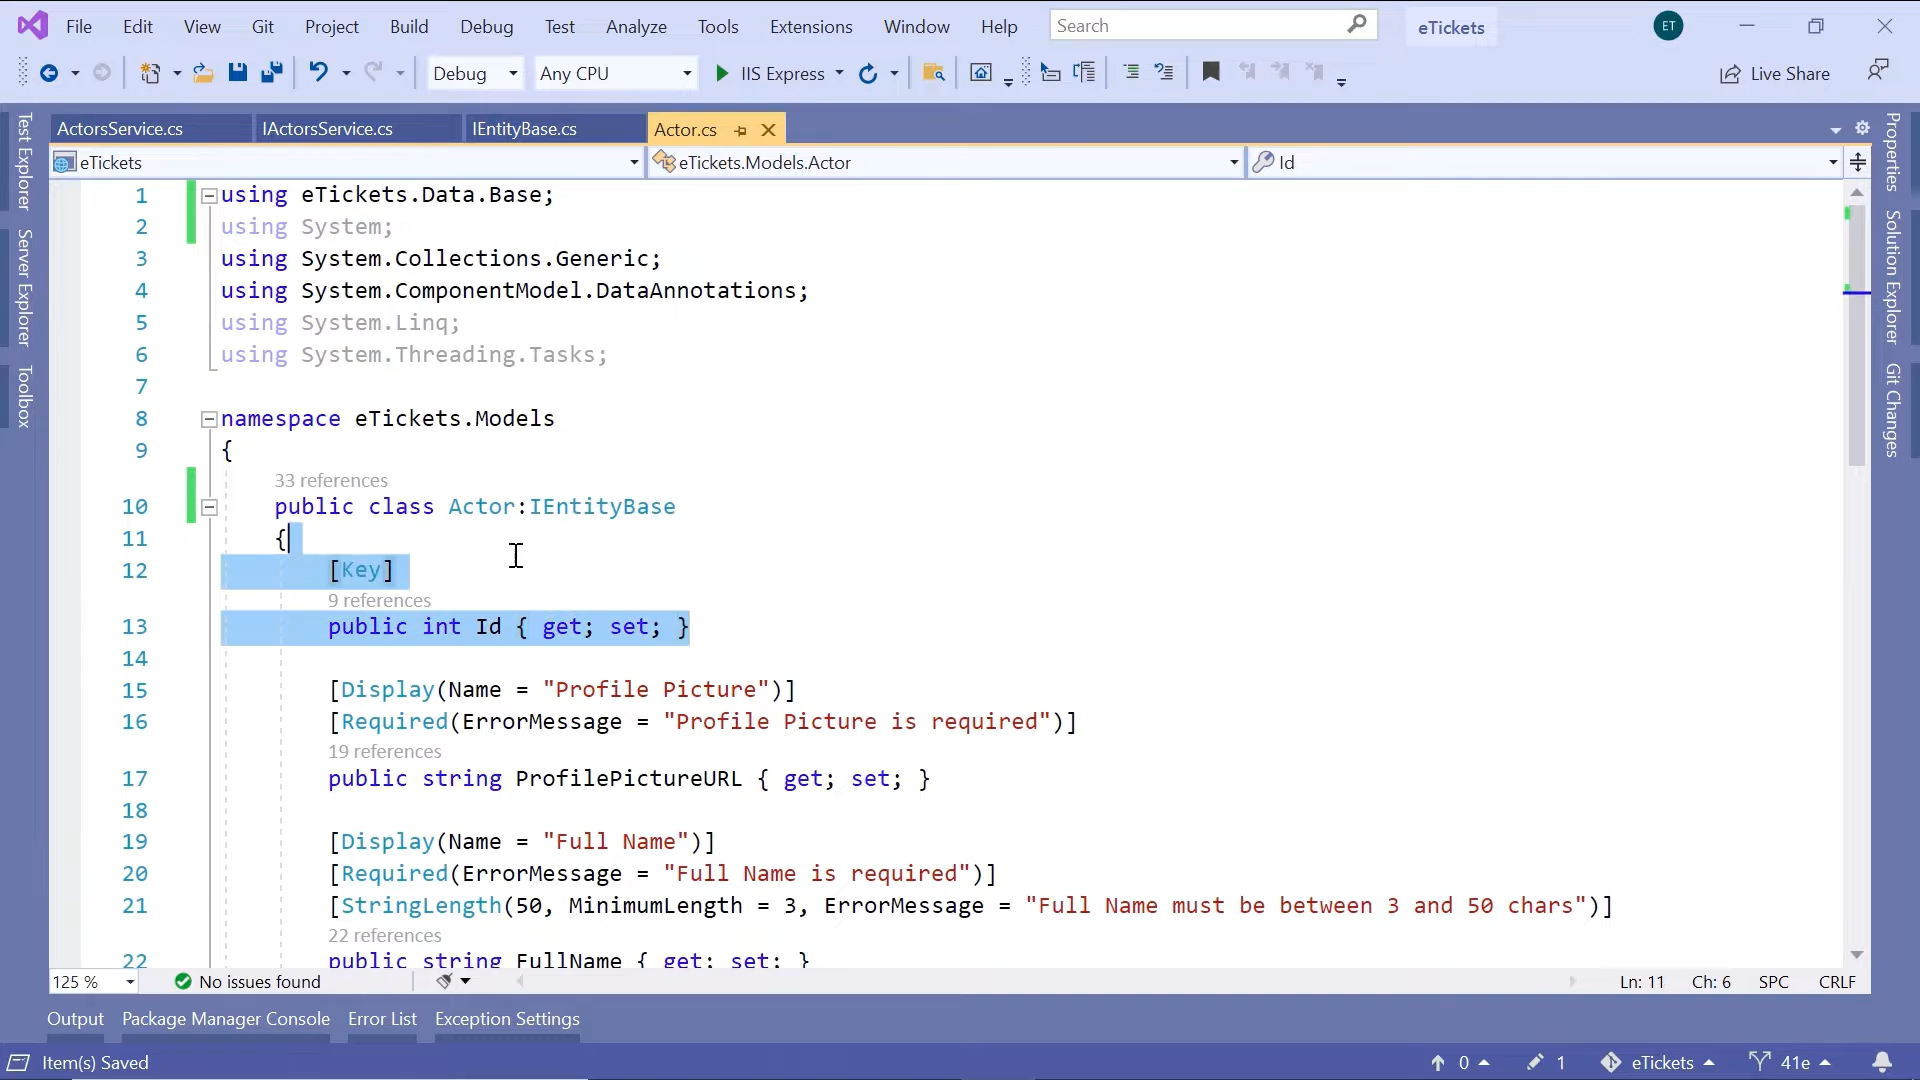 File Edit View Git Project Build Debug Test Analyze Tools Extensions Window Help Search eTickets ET
Debug Any CPU IIS Express Live Share
ActorsService.cs IActorsService.cs IEntityBase.cs Actor.cs
eTickets eTickets.Models.Actor Id
Test Explorer
Server Explorer
Toolbox
Properties
Solution Explorer
Git Changes
1 using eTickets.Data.Base;
2 using System;
3 using System.Collections.Generic;
4 using System.ComponentModel.DataAnnotations;
5 using System.Linq;
6 using System.Threading.Tasks;
7
8 namespace eTickets.Models
9 {
33 references
10 public class Actor:IEntityBase
11 {
12 [Key]
9 references
13 public int Id { get; set; }
14
15 [Display(Name = "Profile Picture")]
16 [Required(ErrorMessage = "Profile Picture is required")]
19 references
17 public string ProfilePictureURL { get; set; }
18
19 [Display(Name = "Full Name")]
20 [Required(ErrorMessage = "Full Name is required")]
21 [StringLength(50, MinimumLength = 3, ErrorMessage = "Full Name must be between 3 and 50 chars")]
22 references
22 public string FullName { get; set; }
125 % No issues found Ln: 11 Ch: 6 SPC CRLF
Output Package Manager Console Error List Exception Settings
Item(s) Saved 0 1 eTickets 41e